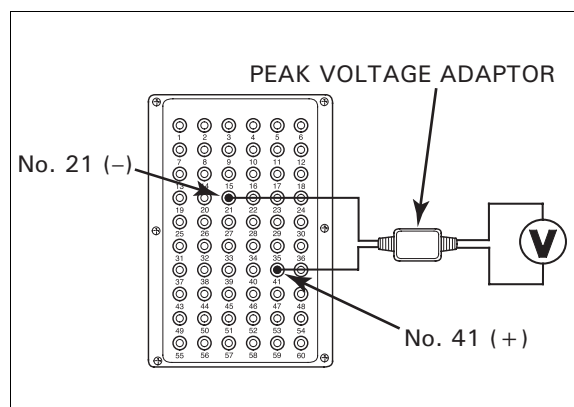 PEAK VOLTAGE ADAPTOR
1 2 3 4 5 6
7 8 9 10 11 12
No. 21 (–)
13 14 15 16 17 18
19 20 21 22 23 24
25 26 27 28 29 30
V
31 32 33 34 35 36
37 38 39 40 41
43 44 45 46 47 48
No. 41 (+)
49 50 51 52 53 54
55 56 57 58 59 60